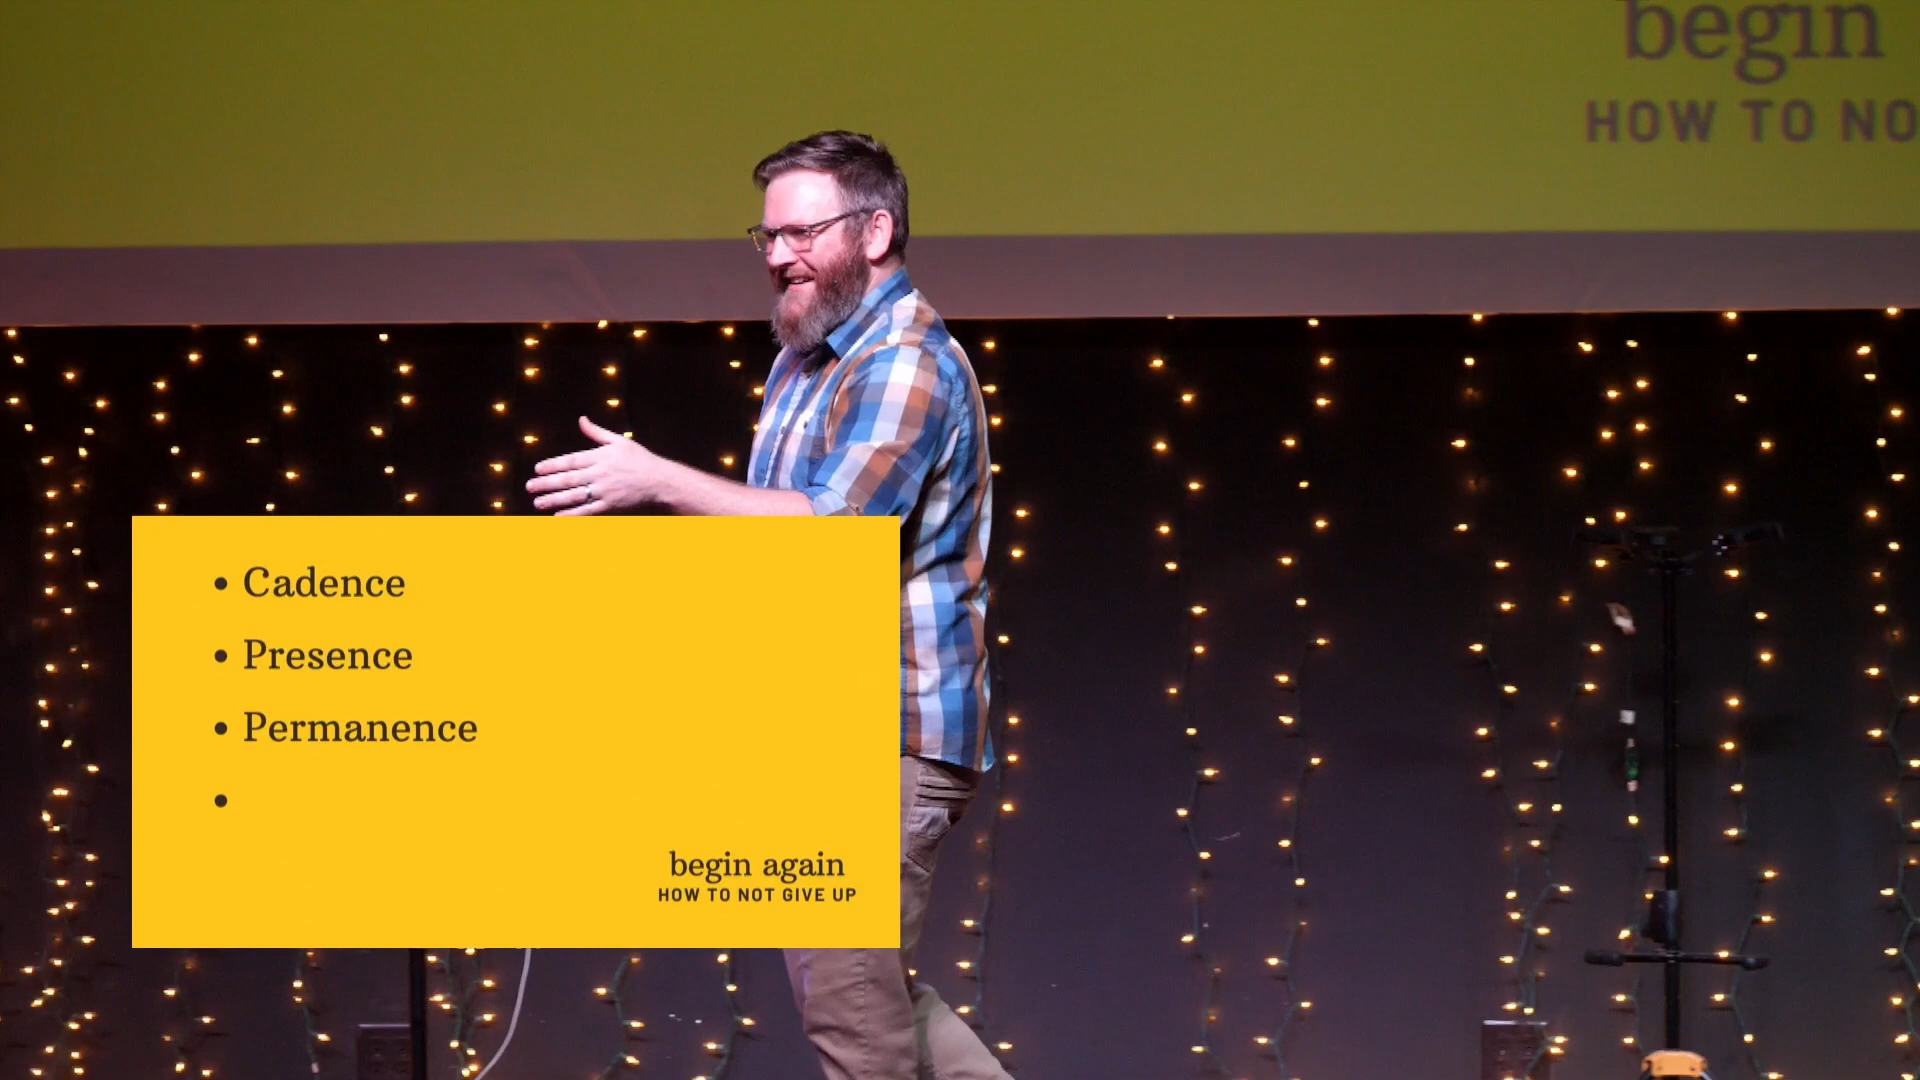 begin
HOW TO NO
• Cadence
• Presence
• Permanence
•
begin again
HOW TO NOT GIVE UP